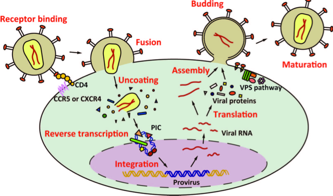 Receptor binding
Fusion
Budding
Maturation
CD4
CCR5 or CXCR4
Uncoating
Assembly
VPS pathway
Viral proteins
Reverse transcription
PIC
Translation
Viral RNA
Integration
Provirus